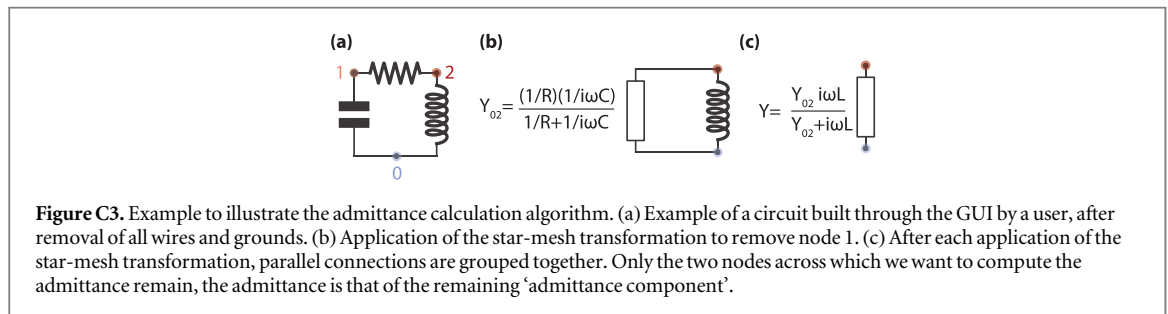 (a) (b) (c)
1 2
0
Y₀₂= (1/R)(1/iωC) / 1/R+1/iωC
Y= Y₀₂ iωL / Y₀₂+iωL
Figure C3. Example to illustrate the admittance calculation algorithm. (a) Example of a circuit built through the GUI by a user, after
removal of all wires and grounds. (b) Application of the star-mesh transformation to remove node 1. (c) After each application of the
star-mesh transformation, parallel connections are grouped together. Only the two nodes across which we want to compute the
admittance remain, the admittance is that of the remaining ‘admittance component’.